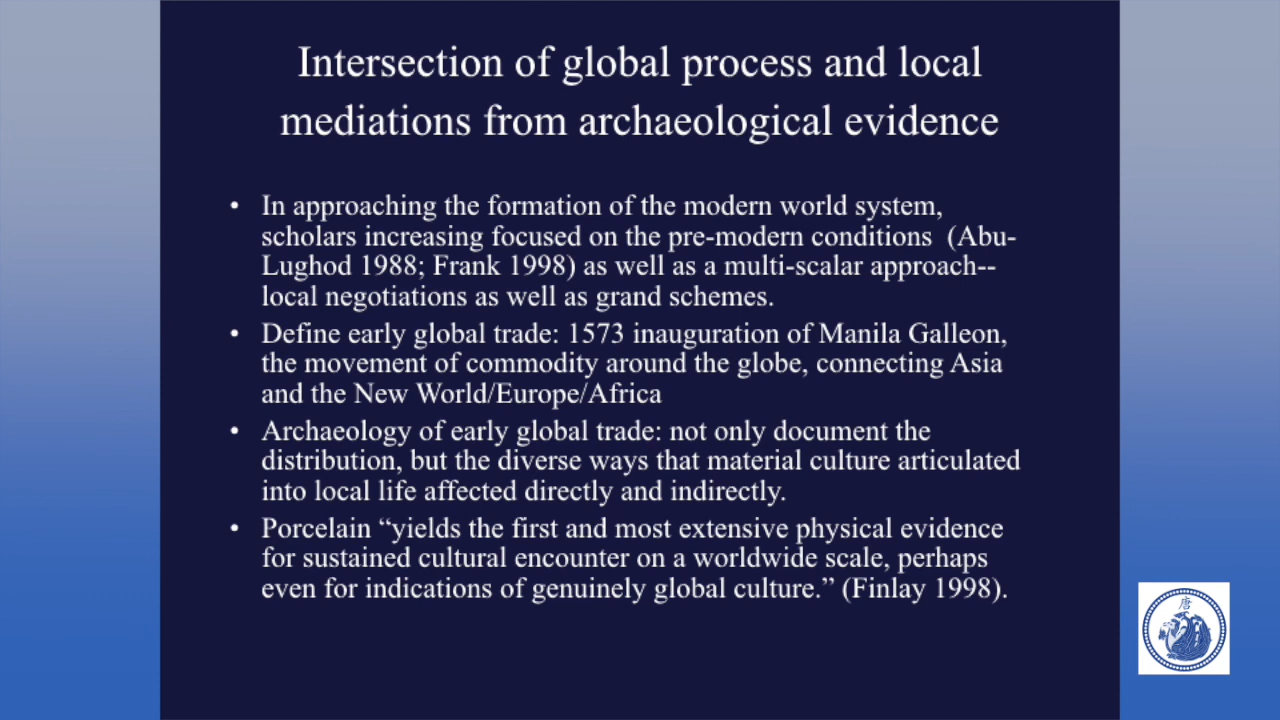 Intersection of global process and local
mediations from archaeological evidence
• In approaching the formation of the modern world system,
scholars increasing focused on the pre-modern conditions (Abu-
Lughod 1988; Frank 1998) as well as a multi-scalar approach--
local negotiations as well as grand schemes.
• Define early global trade: 1573 inauguration of Manila Galleon,
the movement of commodity around the globe, connecting Asia
and the New World/Europe/Africa
• Archaeology of early global trade: not only document the
distribution, but the diverse ways that material culture articulated
into local life affected directly and indirectly.
• Porcelain “yields the first and most extensive physical evidence
for sustained cultural encounter on a worldwide scale, perhaps
even for indications of genuinely global culture.” (Finlay 1998).
唐